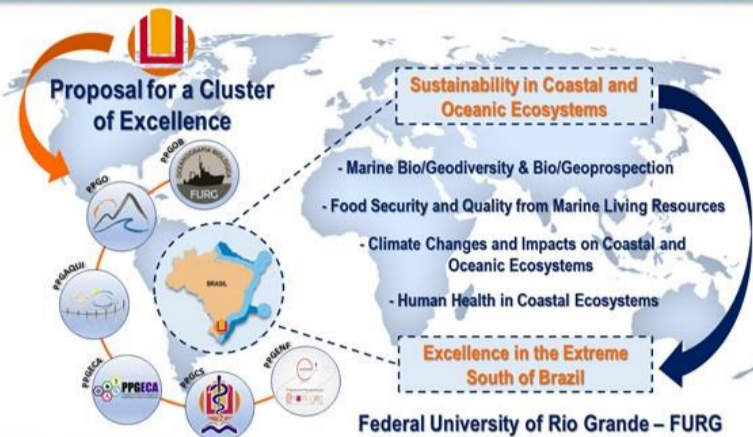 Proposal for a Cluster
of Excellence
PPGOB
OCEANOGRAFIA BIOLÓGICA
FURG
PPGO
PPGAQUI
PPGECA
PPGECA
PPGCS
PPGENF
BRASIL
Sustainability in Coastal and
Oceanic Ecosystems
- Marine Bio/Geodiversity & Bio/Geoprospection
- Food Security and Quality from Marine Living Resources
- Climate Changes and Impacts on Coastal and
Oceanic Ecosystems
- Human Health in Coastal Ecosystems
Excellence in the Extreme
South of Brazil
Federal University of Rio Grande – FURG